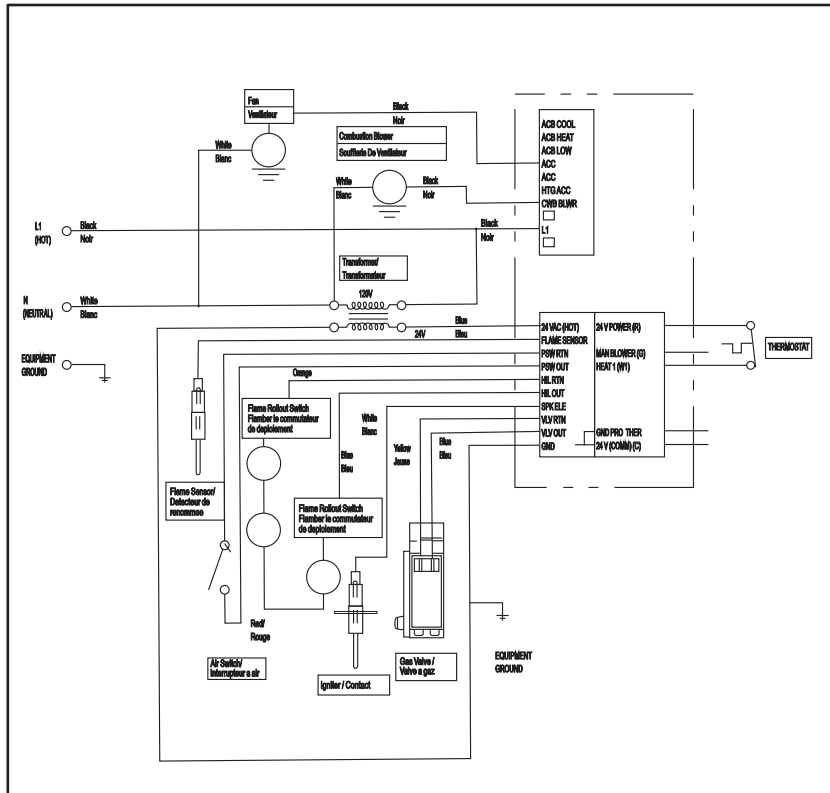 Fan
Ventilateur
Black
Noir
White
Blanc
Combustion Blower
Soufflerie De Ventilateur
White
Blanc
Black
Noir
ACB COOL
ACB HEAT
ACB LOW
ACC
ACC
HTG ACC
CWB BLWR
L1
L1
(HOT)
Black
Noir
Black
Noir
Transformer/
Transformateur
120V
N
(NEUTRAL)
White
Blanc
24V
Blue
Bleu
EQUIPMENT
GROUND
24 VAC (HOT)
FLAME SENSOR
PSW RTN
PSW OUT
HIL RTN
HIL OUT
SPK ELE
VLV RTN
VLV OUT
GND
24 V POWER (R)
MAN BLOWER (G)
HEAT 1 (W1)
GND PRO THER
24 V (COMM) (C)
THERMOSTAT
Orange
Flame Rollout Switch
Flamber le commutateur
de deploiement
White
Blanc
Yellow
Jaune
Blue
Bleu
Blue
Bleu
Flame Sensor/
Detecteur de
renommee
Flame Rollout Switch
Flamber le commutateur
de deploiement
Red/
Rouge
Air Switch/
Interrupteur a air
Igniter / Contact
Gas Valve /
Valve a gaz
EQUIPMENT
GROUND